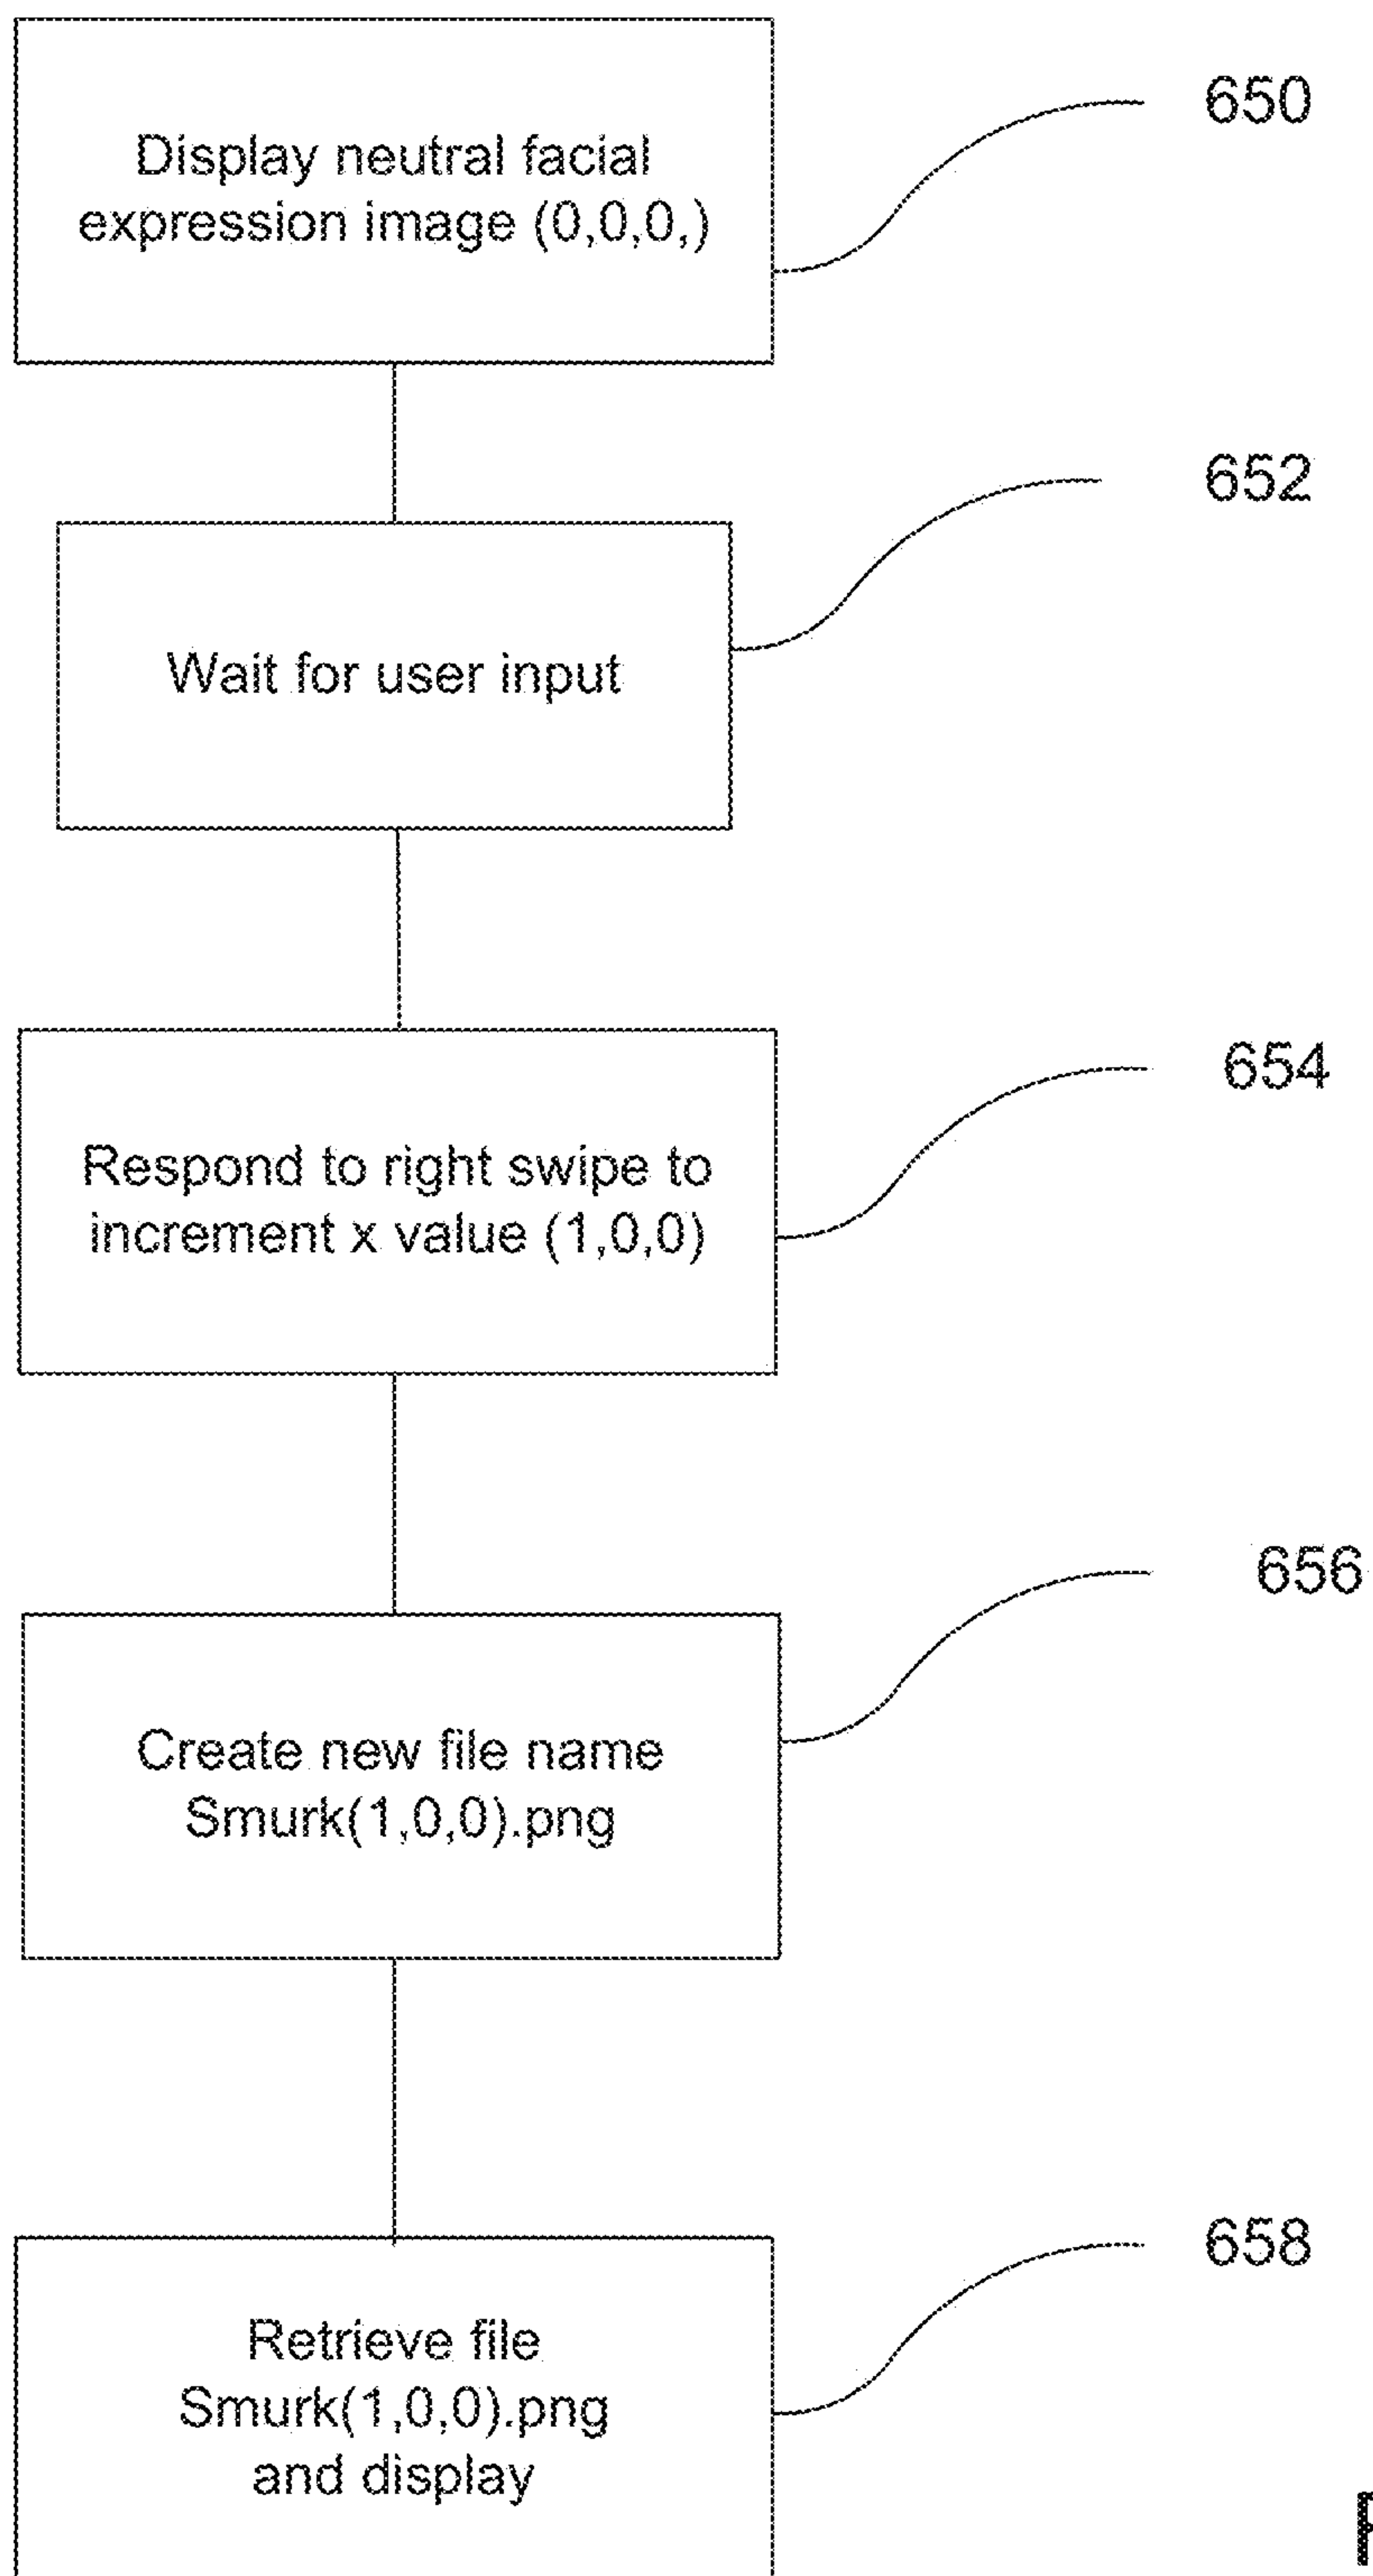 Display neutral facial
expression image (0,0,0,)
650
Wait for user input
652
Respond to right swipe to
increment x value (1,0,0)
654
Create new file name
Smurk(1,0,0).png
656
Retrieve file
Smurk(1,0,0).png
and display
658